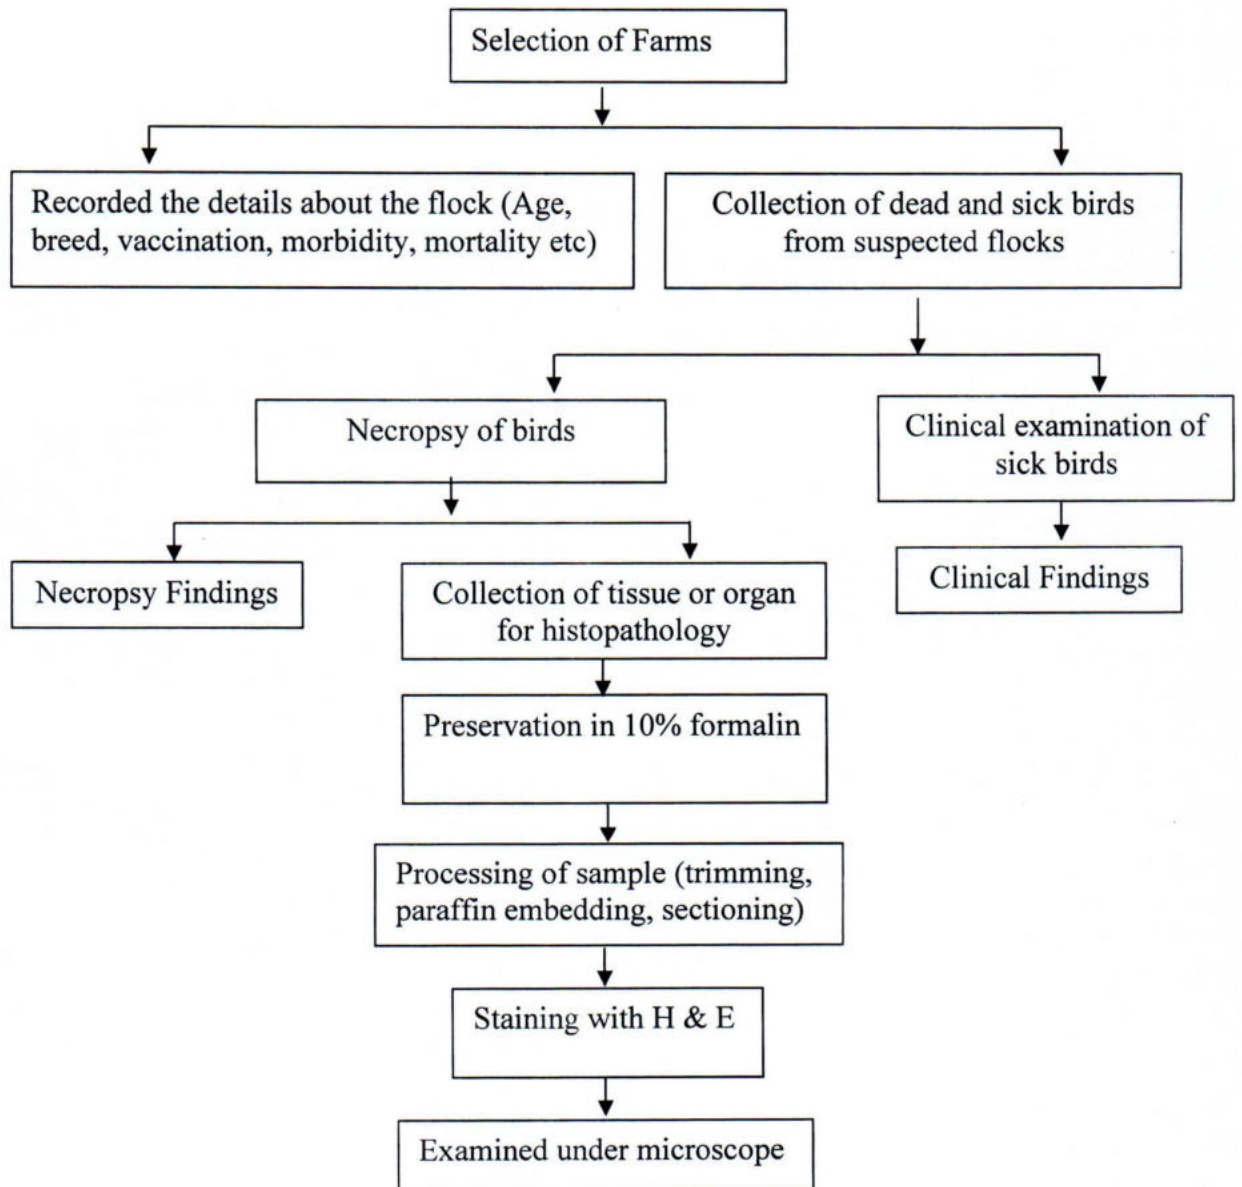 Selection of Farms
Recorded the details about the flock (Age,
breed, vaccination, morbidity, mortality etc)
Collection of dead and sick birds
from suspected flocks
Necropsy of birds
Clinical examination of
sick birds
Necropsy Findings
Collection of tissue or organ
for histopathology
Clinical Findings
Preservation in 10% formalin
Processing of sample (trimming,
paraffin embedding, sectioning)
Staining with H & E
Examined under microscope